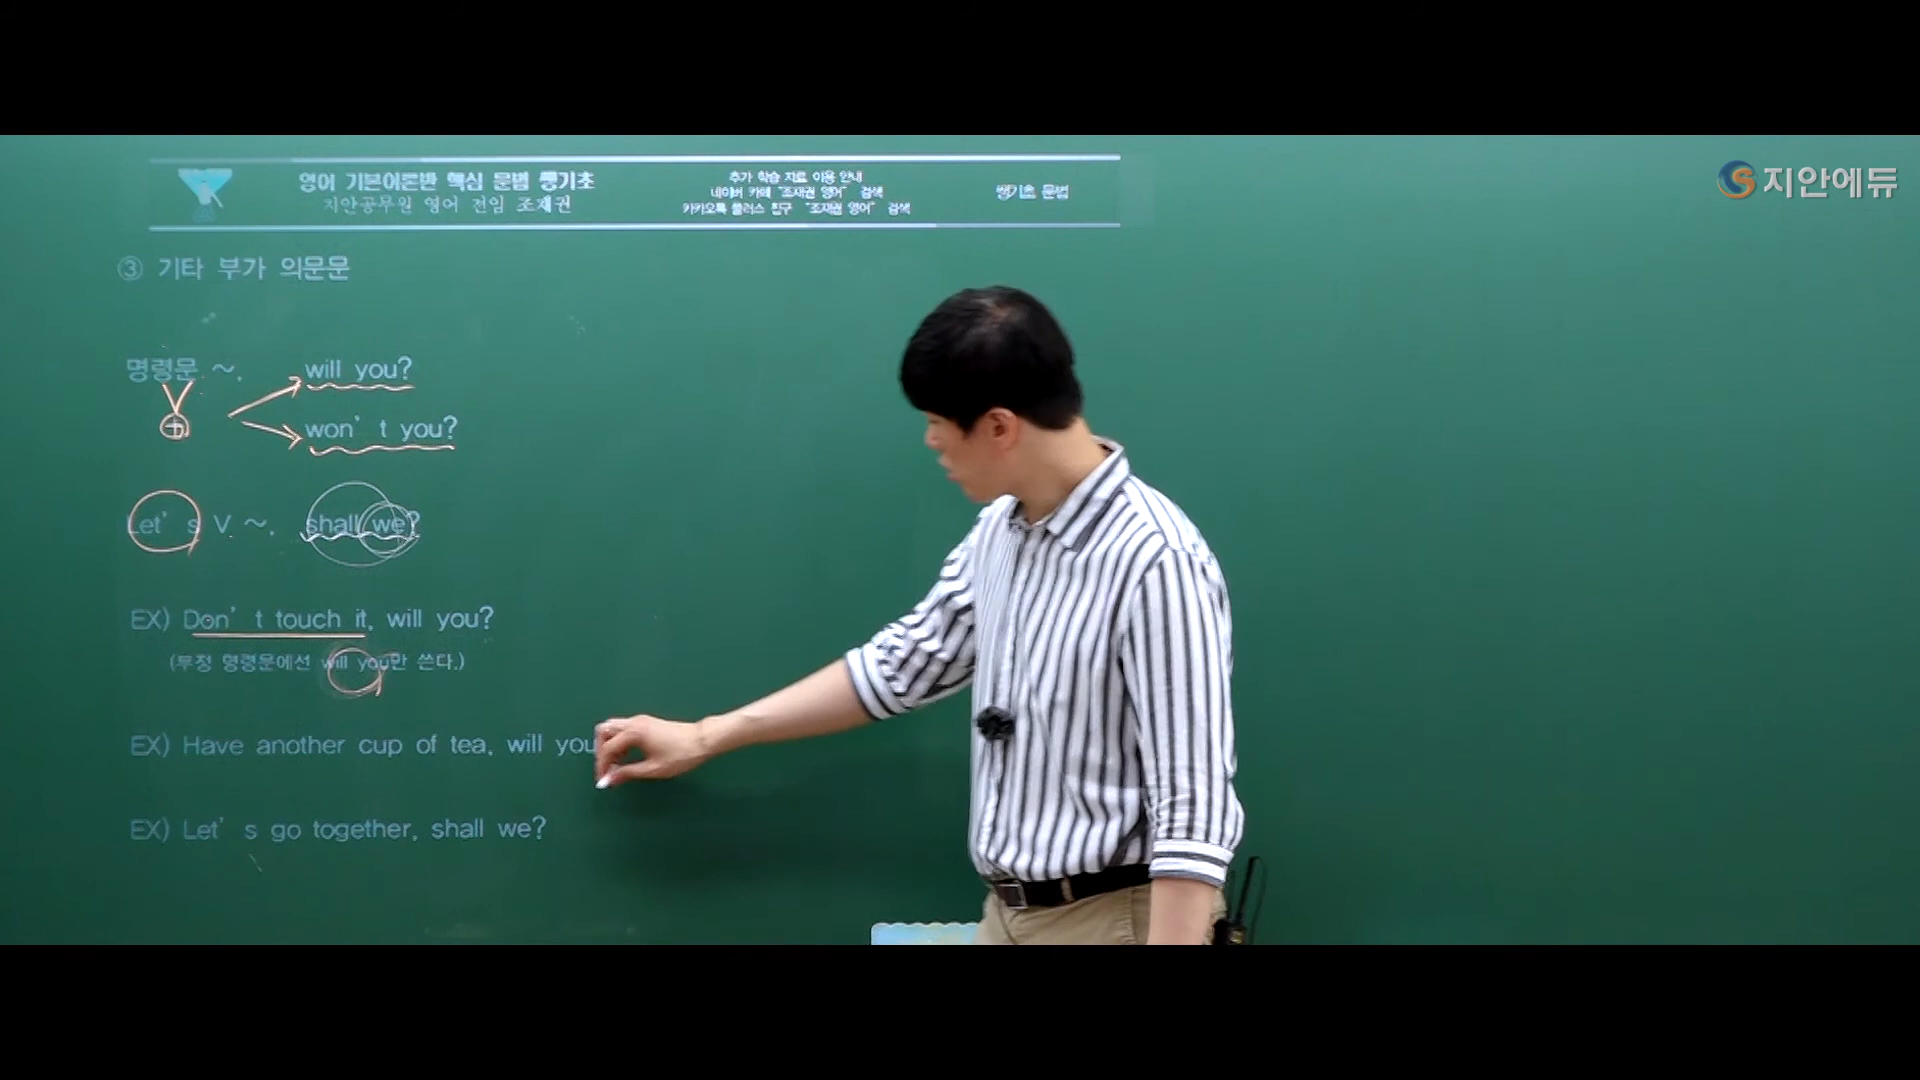 영어 기본이론반 핵심 문법 쌩기초
지안공무원 영어 전임 조재권
추가 학습 자료 이용 안내
네이버 카페 "조재권 영어" 검색
카카오톡 플러스 친구 "조재권 영어" 검색
쌩기초 문법
지안에듀
③ 기타 부가 의문문
명령문 ~, will you?
won't you?
Let's V ~, shall we?
EX) Don't touch it, will you?
(부정 명령문에선 will you만 쓴다.)
EX) Have another cup of tea, will you
EX) Let's go together, shall we?